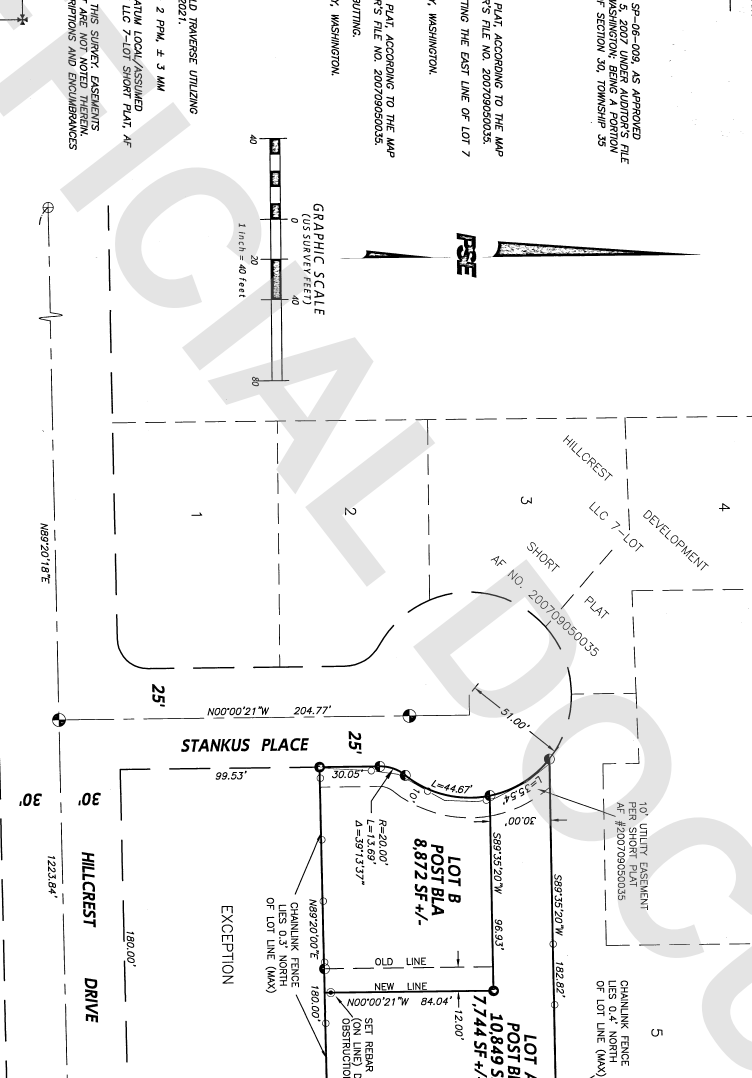 SP-06-009, AS APPROVED
5, 2007 UNDER AUDITOR'S FILE
WASHINGTON; BEING A PORTION
F SECTION 30, TOWNSHIP 35
PLAT, ACCORDING TO THE MAP
R'S FILE NO. 200709050035.
TING THE EAST LINE OF LOT 7
Y, WASHINGTON.
PLAT, ACCORDING TO THE MAP
R'S FILE NO. 200709050035.
BUTTING.
Y, WASHINGTON.
LD TRAVERSE UTILIZING
2021.
2 PPM, ± 3 MM
ATUM LOCAL/ASSUMED
LLC 7-LOT SHORT PLAT, AF
THIS SURVEY. EASEMENTS
T ARE NOT NOTED THEREIN.
RIPTIONS AND ENCUMBRANCES
GRAPHIC SCALE
(US SURVEY FEET)
40 0 20 40 80
1 inch = 40 feet
PSE
4
3
2
1
HILLCREST DEVELOPMENT
LLC 7-LOT
SHORT PLAT
AF NO. 200709050035
51.00'
25'
N00°00'21"W 204.77'
STANKUS PLACE
25'
99.53'
30.05'
L=44.67'
L=35.54'
10'
30.00'
R=20.00'
L=13.69'
Δ=39°13'37"
10' UTILITY EASEMENT
PER SHORT PLAT
AF #200709050035
S89°35'20"W 182.82'
S89°35'20"W 96.93'
LOT B
POST BLA
8,872 SF +/-
OLD LINE
NEW LINE
N00°00'21"W 84.04'
12.00'
N89°20'00"E 180.00'
CHAINLINK FENCE
LIES 0.3' NORTH
OF LOT LINE (MAX)
EXCEPTION
180.00'
CHAINLINK FENCE
LIES 0.4' NORTH
OF LOT LINE (MAX)
5
LOT A
POST BL
10,849 S
7,744 SF +/-
SET REBAR
(ON LINE) D
OBSTRUCTION
N89°20'18"E
1223.84'
30'
30'
HILLCREST DRIVE
TICIAL DOCU